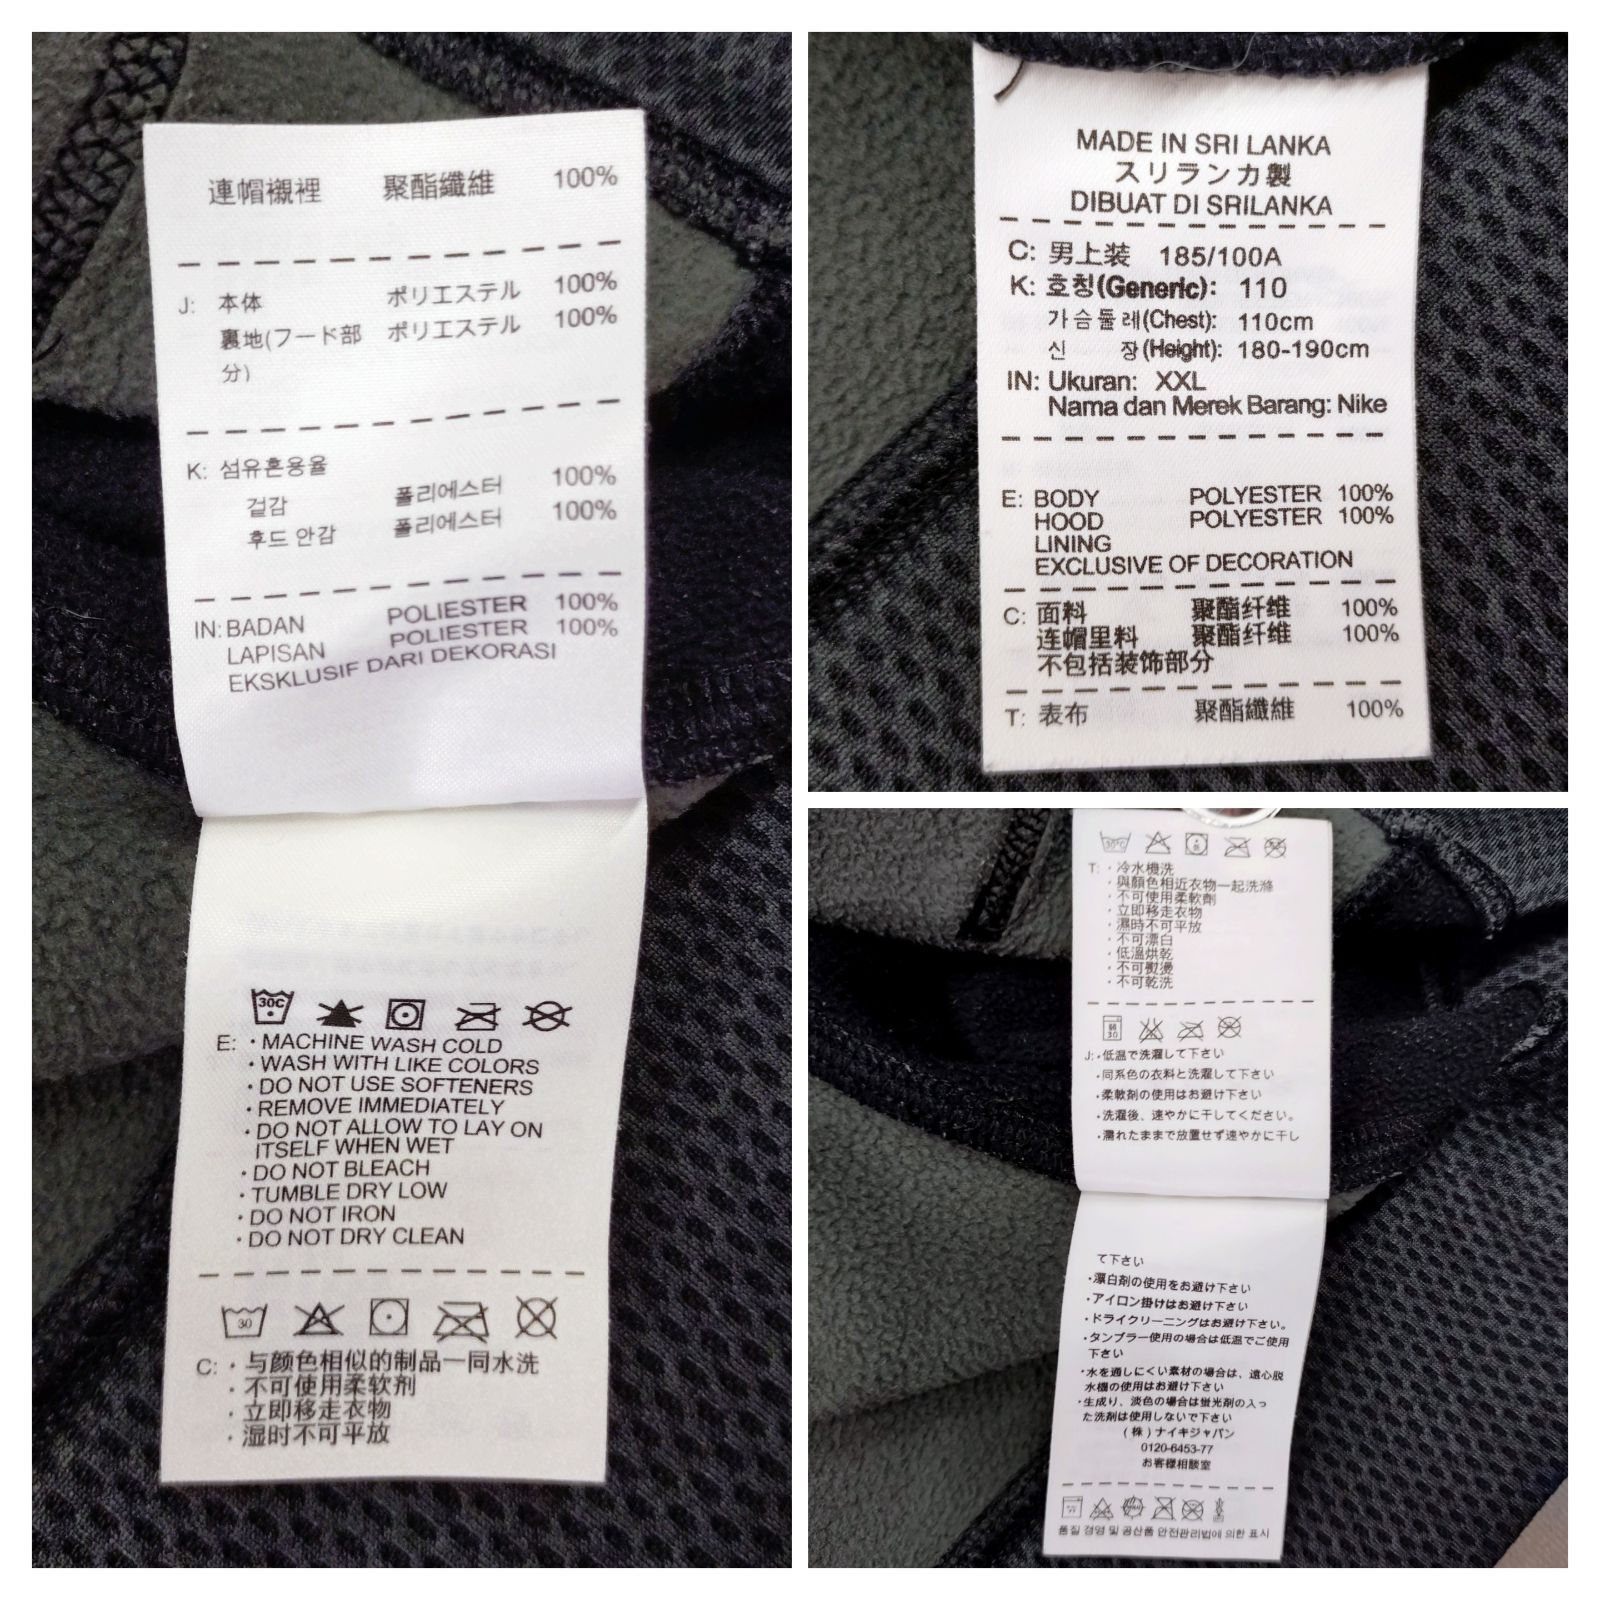 連帽襯裡 聚酯纖維 100%
J: 本体 ポリエステル 100%
裏地(フード部 ポリエステル 100%
分)
K: 섬유혼용율
겉감 폴리에스터 100%
후드 안감 폴리에스터 100%
IN: BADAN POLIESTER 100%
LAPISAN POLIESTER 100%
EKSKLUSIF DARI DEKORASI
30C
E: · MACHINE WASH COLD
· WASH WITH LIKE COLORS
· DO NOT USE SOFTENERS
· REMOVE IMMEDIATELY
· DO NOT ALLOW TO LAY ON
ITSELF WHEN WET
· DO NOT BLEACH
· TUMBLE DRY LOW
· DO NOT IRON
· DO NOT DRY CLEAN
30
C: · 与颜色相似的制品一同水洗
· 不可使用柔软剂
· 立即移走衣物
· 湿时不可平放
MADE IN SRI LANKA
スリランカ製
DIBUAT DI SRILANKA
C: 男上装 185/100A
K: 호칭(Generic): 110
가슴둘레(Chest): 110cm
신 장(Height): 180-190cm
IN: Ukuran: XXL
Nama dan Merek Barang: Nike
E: BODY POLYESTER 100%
HOOD POLYESTER 100%
LINING
EXCLUSIVE OF DECORATION
C: 面料 聚酯纤维 100%
连帽里料 聚酯纤维 100%
不包括装饰部分
T: 表布 聚酯纖維 100%
30°C
T: · 冷水機洗
· 與顏色相近衣物一起洗滌
· 不可使用柔軟劑
· 立即移走衣物
· 濕時不可平放
· 不可漂白
· 低溫烘乾
· 不可熨燙
· 不可乾洗
弱
30
J: · 低温で洗濯して下さい
· 同系色の衣料と洗濯して下さい
· 柔軟剤の使用はお避け下さい
· 洗濯後、速やかに干してください。
· 濡れたままで放置せず速やかに干し
て下さい
· 漂白剤の使用をお避け下さい
· アイロン掛けはお避け下さい
· ドライクリーニングはお避け下さい。
· タンブラー使用の場合は低温でご使用
下さい
· 水を通しにくい素材の場合は、遠心脱
水機の使用はお避け下さい
· 生成り、淡色の場合は蛍光剤の入っ
た洗剤は使用しないで下さい
(株)ナイキジャパン
0120-6453-77
お客様相談室
품질 경영 및 공산품 안전관리법에 의한 표시